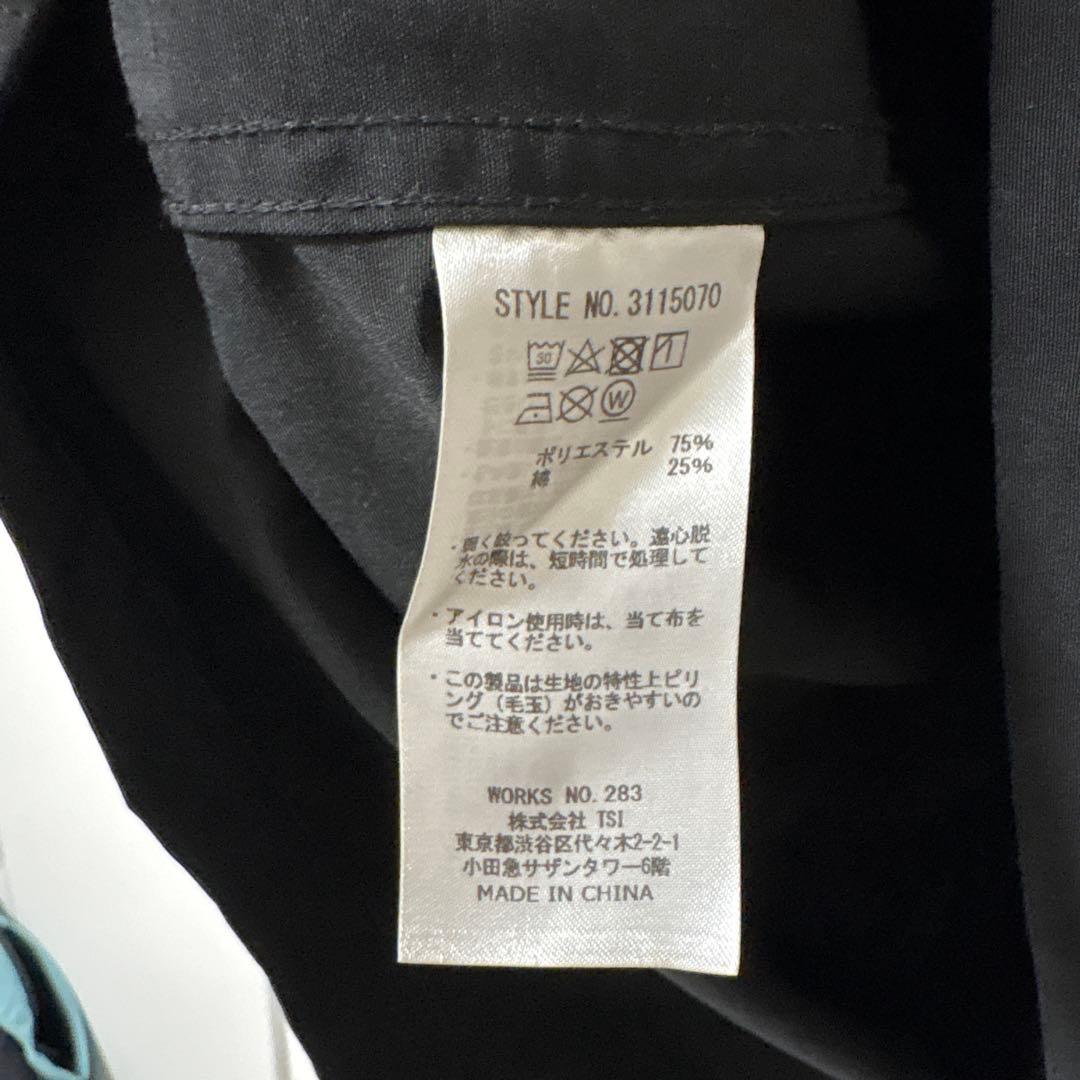 STYLE NO. 3115070
30
W
ポリエステル 75%
綿 25%
・弱く絞ってください。遠心脱
水の際は、短時間で処理して
ください。
・アイロン使用時は、当て布を
当ててください。
・この製品は生地の特性上ピリ
ング（毛玉）がおきやすいの
でご注意ください。
WORKS NO. 283
株式会社 TSI
東京都渋谷区代々木2-2-1
小田急サザンタワー6階
MADE IN CHINA